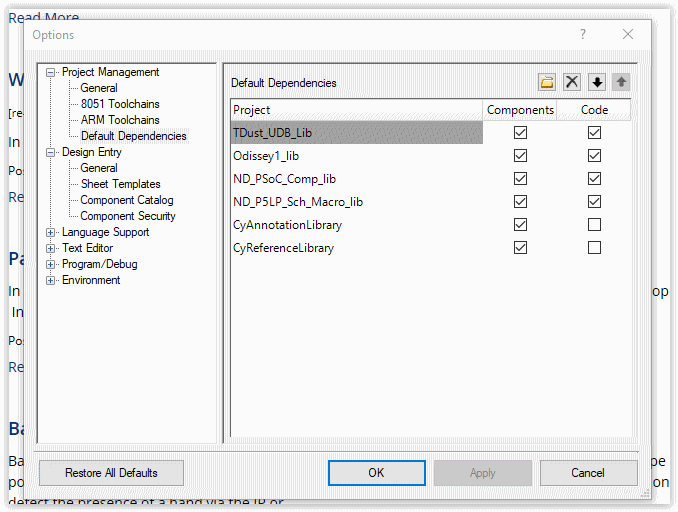 Read More
Options
?
W
[re
In
Pos
Re
Pa
In
op
In
Pos
Re
Ba
Ba
pe
po
on
detect the presence of a hand via the IR or
Project Management
General
8051 Toolchains
ARM Toolchains
Default Dependencies
Design Entry
General
Sheet Templates
Component Catalog
Component Security
Language Support
Text Editor
Program/Debug
Environment
Default Dependencies
Project Components Code
TDust_UDB_Lib
Odissey1_lib
ND_PSoC_Comp_lib
ND_P5LP_Sch_Macro_lib
CyAnnotationLibrary
CyReferenceLibrary
Restore All Defaults OK Apply Cancel